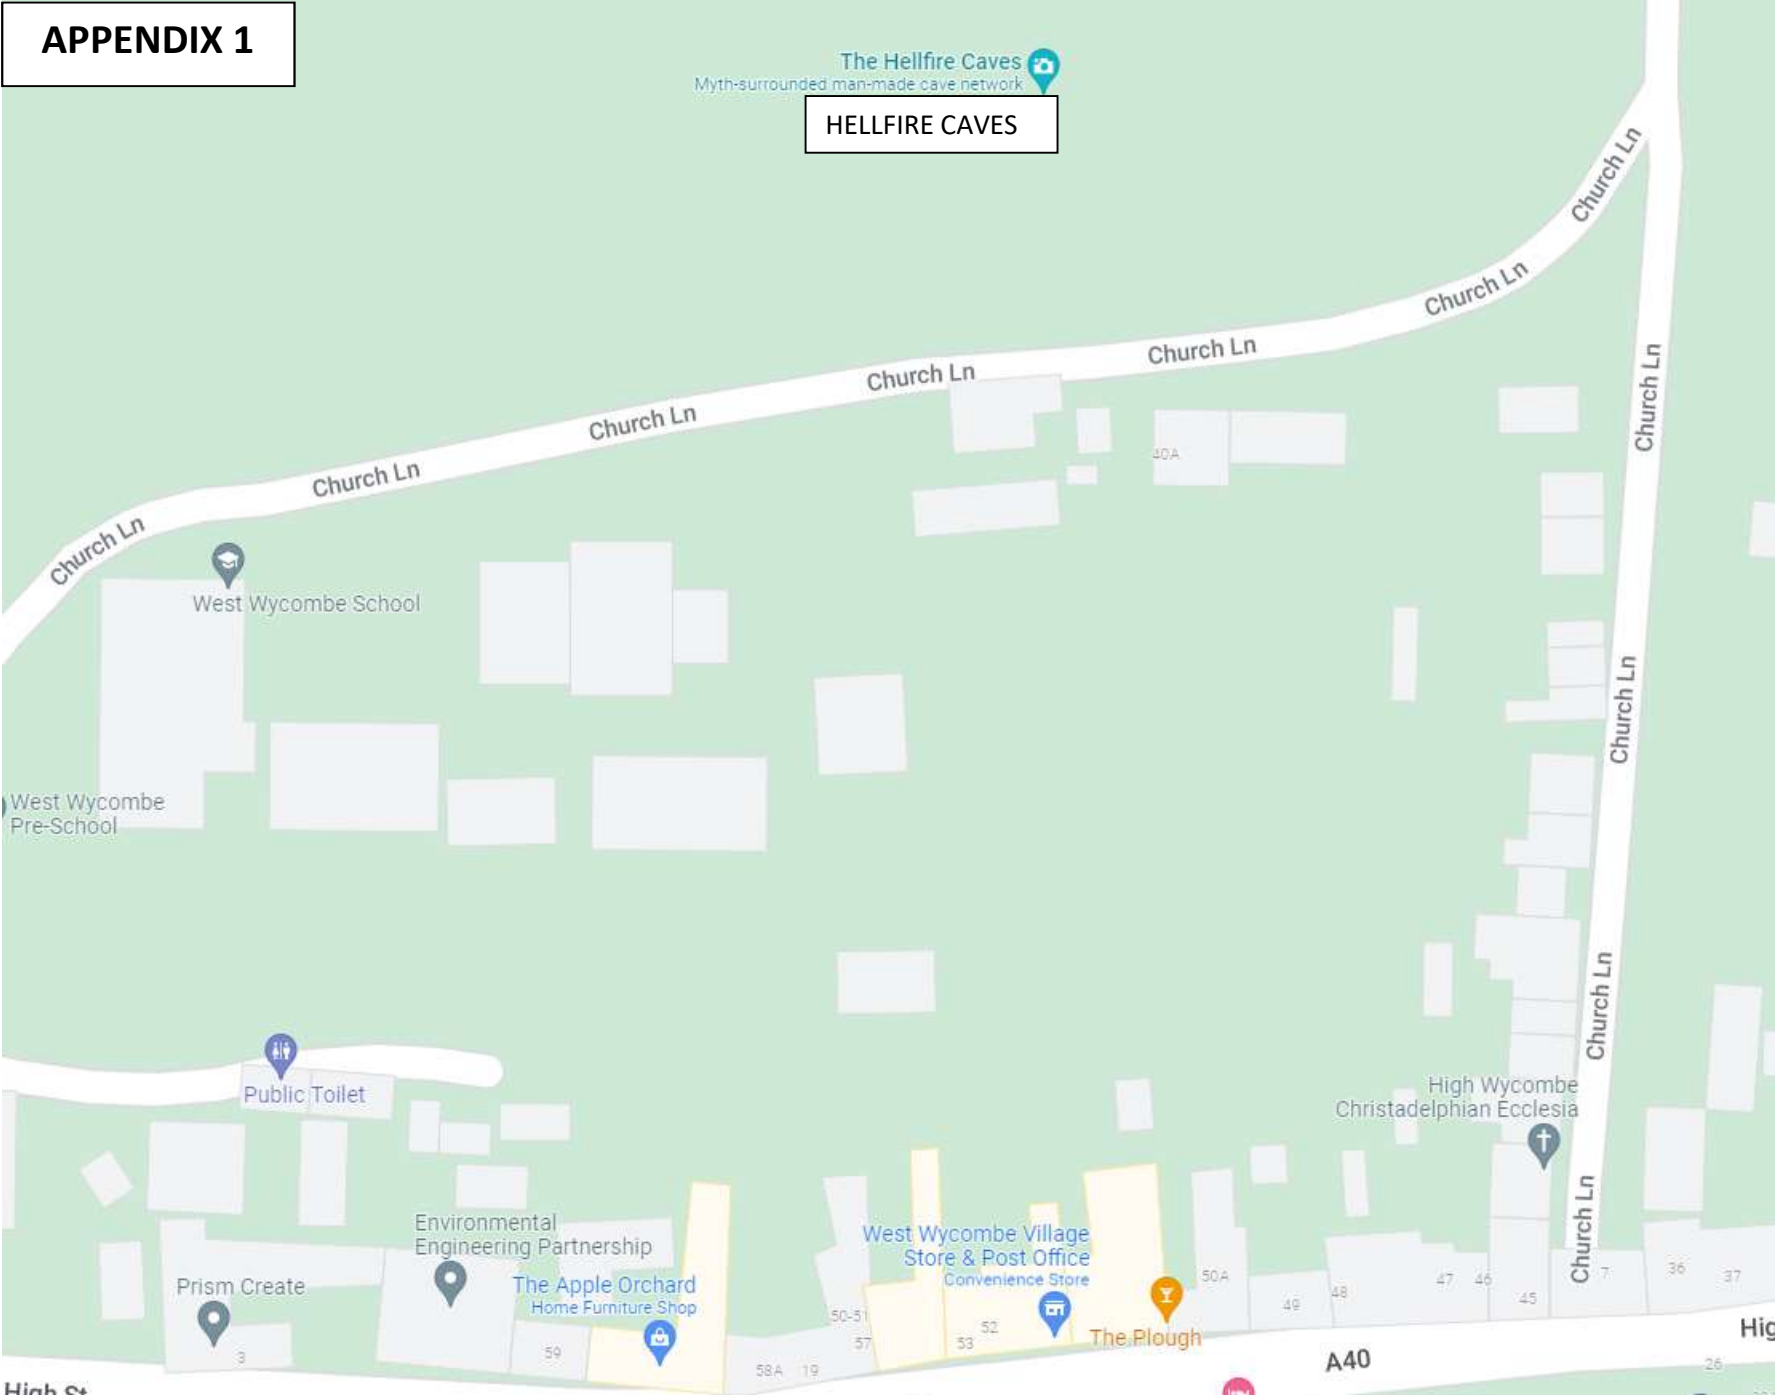 APPENDIX 1
The Hellfire Caves
Myth-surrounded man-made cave network
HELLFIRE CAVES
Church Ln
Church Ln
Church Ln
Church Ln
Church Ln
Church Ln
Church Ln
Church Ln
40A
West Wycombe School
Church Ln
West Wycombe
Pre-School
Church Ln
Public Toilet
High Wycombe
Christadelphian Ecclesia
Church Ln
Environmental
Engineering Partnership
West Wycombe Village
Store & Post Office
Convenience Store
Prism Create
The Apple Orchard
Home Furniture Shop
50A
49
48
47
46
45
7
36
37
50-51
57
53
52
The Plough
3
59
58A
19
A40
Hig
26
High St